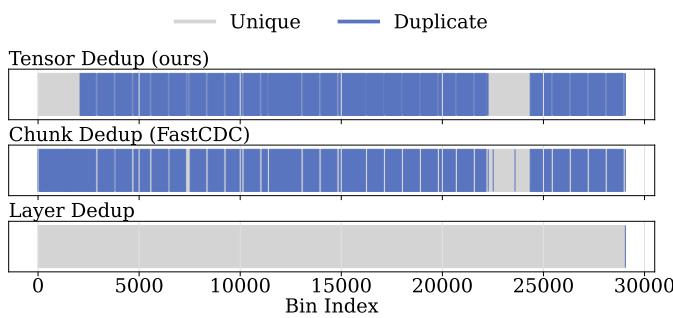 Unique Duplicate
Tensor Dedup (ours)
Chunk Dedup (FastCDC)
Layer Dedup
0 5000 10000 15000 20000 25000 30000
Bin Index